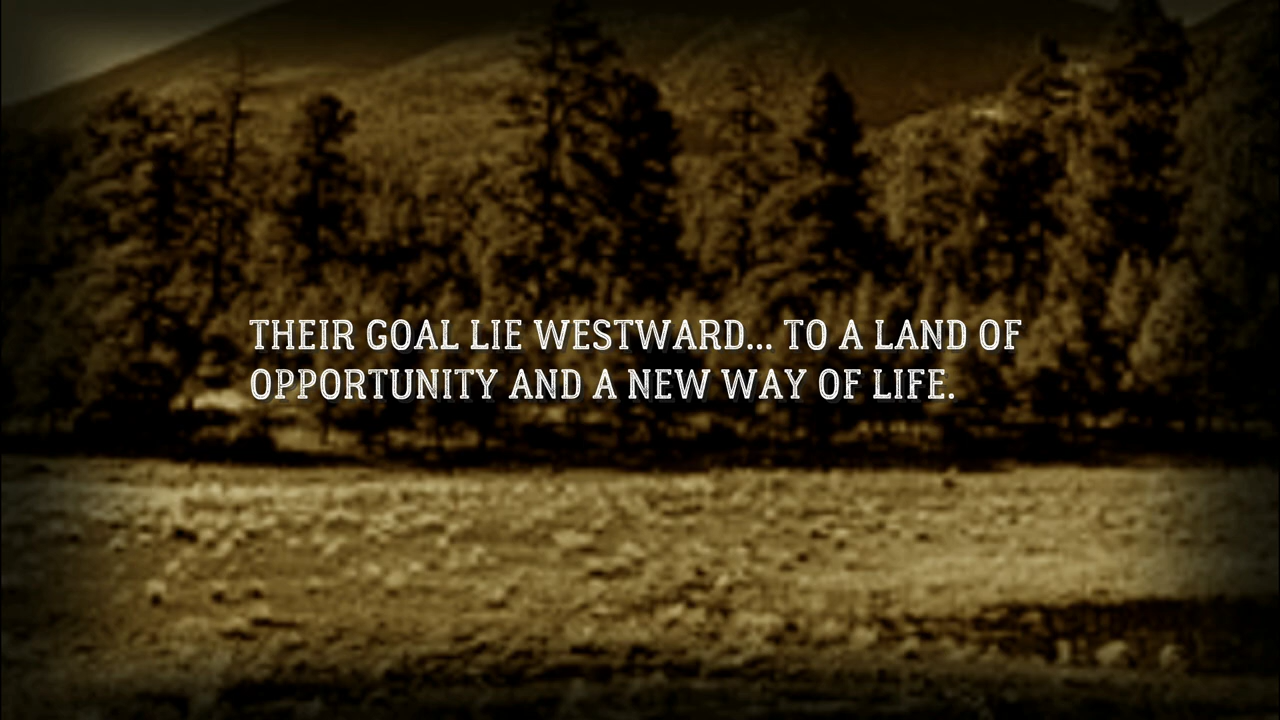 THEIR GOAL LIE WESTWARD... TO A LAND OF
OPPORTUNITY AND A NEW WAY OF LIFE.